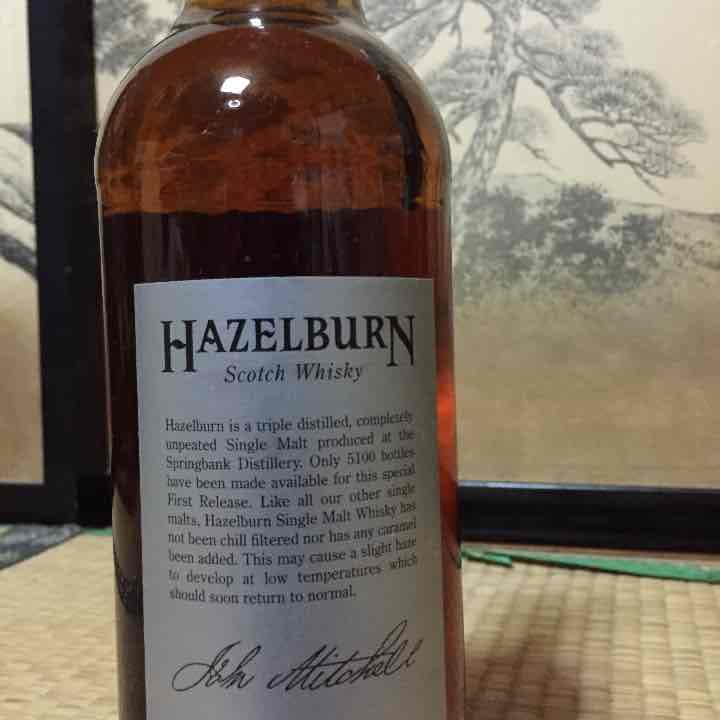 HAZELBURN
Scotch Whisky
Hazelburn is a triple distilled, completely
unpeated Single Malt produced at the
Springbank Distillery. Only 5100 bottles
have been made available for this special
First Release. Like all our other single
malts, Hazelburn Single Malt Whisky has
not been chill filtered nor has any caramel
been added. This may cause a slight haze
to develop at low temperatures which
should soon return to normal.
John Mitchell